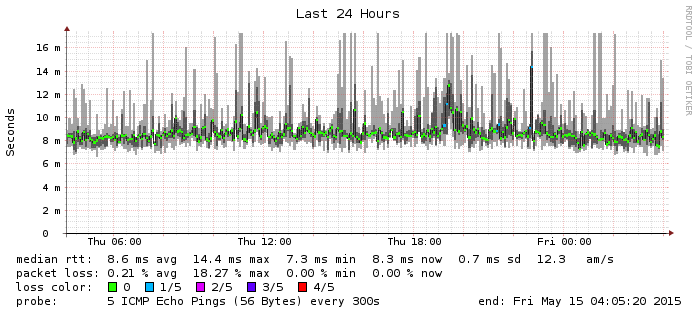 Last 24 Hours
RRDTOOL / TOBI OETIKER
Seconds
16 m
14 m
12 m
10 m
8 m
6 m
4 m
2 m
0
Thu 06:00 Thu 12:00 Thu 18:00 Fri 00:00
median rtt: 8.6 ms avg 14.4 ms max 7.3 ms min 8.3 ms now 0.7 ms sd 12.3 am/s
packet loss: 0.21 % avg 18.27 % max 0.00 % min 0.00 % now
loss color: 0 1/5 2/5 3/5 4/5
probe: 5 ICMP Echo Pings (56 Bytes) every 300s end: Fri May 15 04:05:20 2015